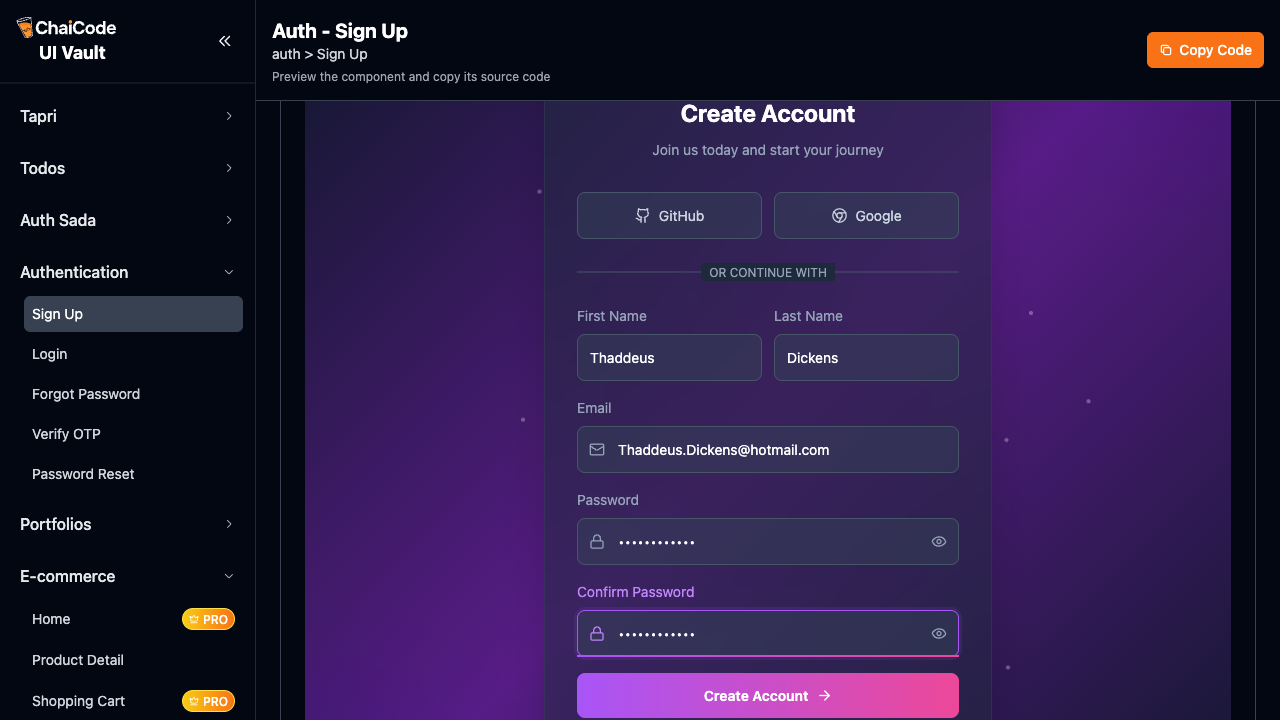 ChaiCode
UI Vault
Tapri
Todos
Auth Sada
Authentication
Sign Up
Login
Forgot Password
Verify OTP
Password Reset
Portfolios
E-commerce
Home
PRO
Product Detail
Shopping Cart
PRO
Auth - Sign Up
auth > Sign Up
Preview the component and copy its source code
Copy Code
Create Account
Join us today and start your journey
GitHub
Google
OR CONTINUE WITH
First Name
Last Name
Thaddeus
Dickens
Email
Thaddeus.Dickens@hotmail.com
Password
••••••••••••
Confirm Password
••••••••••••
Create Account →